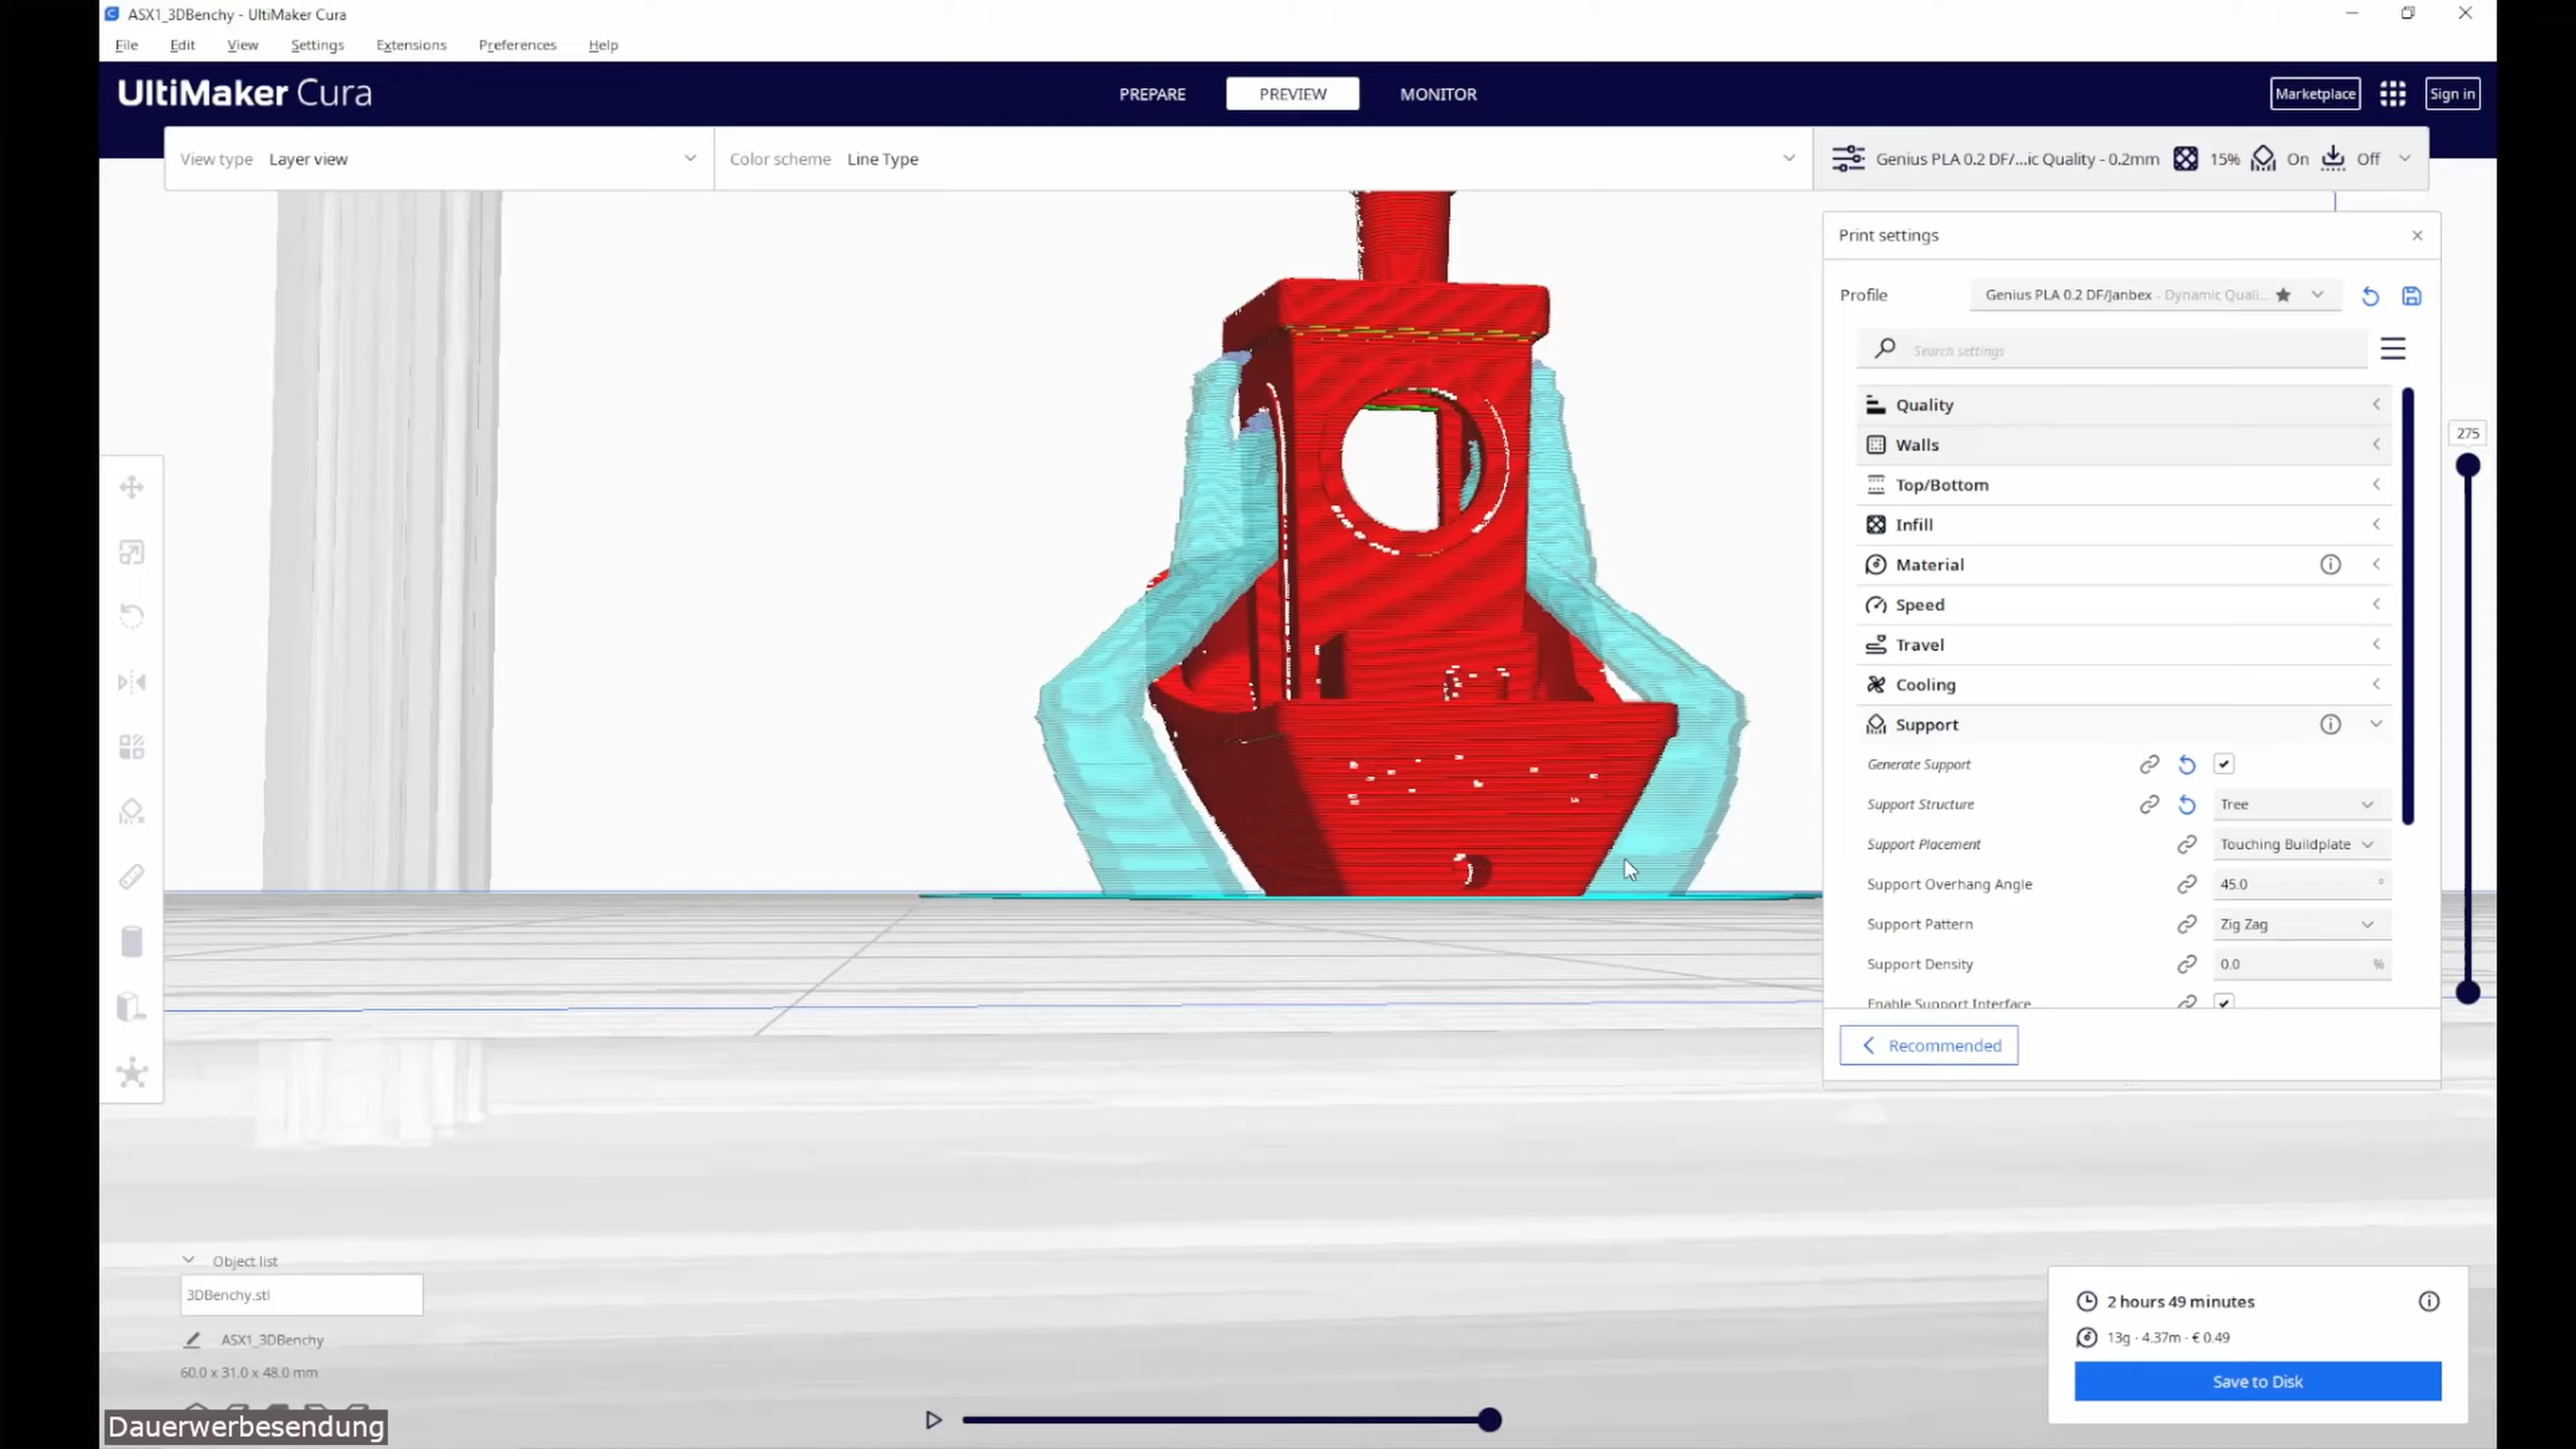 ASX1_3DBenchy - UltiMaker Cura
File Edit View Settings Extensions Preferences Help
UltiMaker Cura
PREPARE PREVIEW MONITOR
Marketplace Sign in
View type Layer view
Color scheme Line Type
Genius PLA 0.2 DF/...ic Quality - 0.2mm 15% On Off
Print settings
Profile Genius PLA 0.2 DF/Janbex - Dynamic Quali...
Search settings
Quality
Walls
Top/Bottom
Infill
Material
Speed
Travel
Cooling
Support
Generate Support
Support Structure Tree
Support Placement Touching Buildplate
Support Overhang Angle 45.0 °
Support Pattern Zig Zag
Support Density 0.0 %
Enable Support Interface
Recommended
275
Object list
3DBenchy.stl
ASX1_3DBenchy
60.0 x 31.0 x 48.0 mm
Dauerwerbesendung
2 hours 49 minutes
13g · 4.37m · € 0.49
Save to Disk